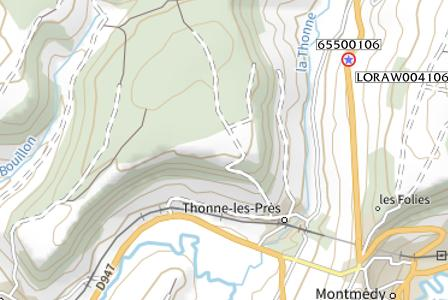 la-Thonne
65500106
LORAW004106
Bouillon
Thonne-les-Près
les Folies
D947
Montmédy